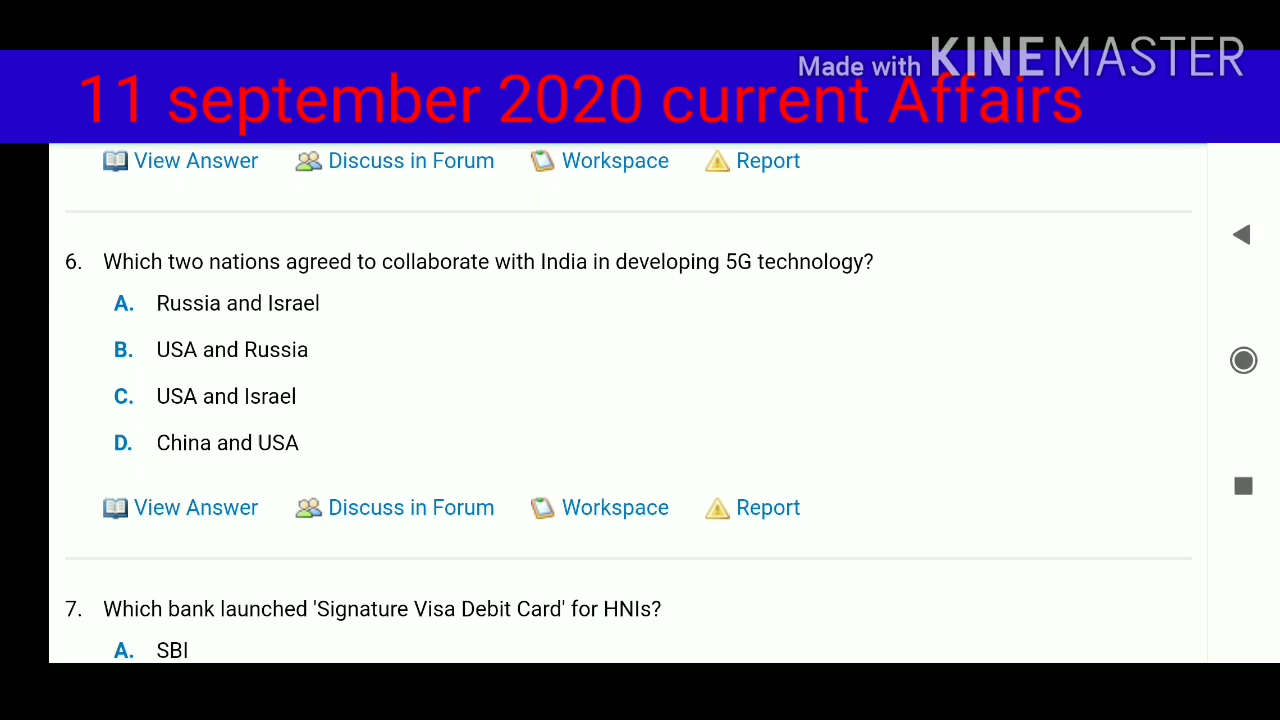 Made with KINEMASTER
11 september 2020 current Affairs
View Answer Discuss in Forum Workspace Report
6. Which two nations agreed to collaborate with India in developing 5G technology?
A. Russia and Israel
B. USA and Russia
C. USA and Israel
D. China and USA
View Answer Discuss in Forum Workspace Report
7. Which bank launched 'Signature Visa Debit Card' for HNIs?
A. SBI